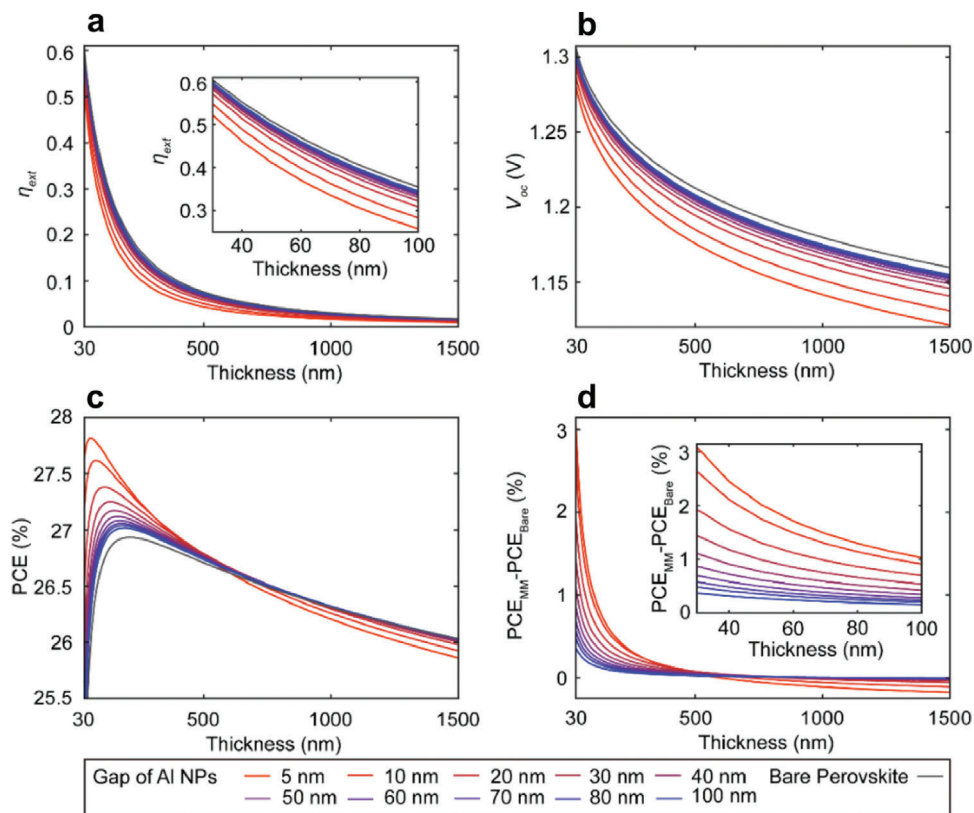 a
0.6
0.5
0.4
0.3
0.2
0.1
0
η_ext
30 500 1000 1500
Thickness (nm)
0.6
0.5
0.4
0.3
η_ext
40 60 80 100
Thickness (nm)
b
1.3
1.25
1.2
1.15
V_oc (V)
30 500 1000 1500
Thickness (nm)
c
28
27.5
27
26.5
26
25.5
PCE (%)
30 500 1000 1500
Thickness (nm)
d
3
2
1
0
PCE_MM-PCE_Bare (%)
30 500 1000 1500
Thickness (nm)
3
2
1
0
PCE_MM-PCE_Bare (%)
40 60 80 100
Thickness (nm)
Gap of Al NPs 5 nm 10 nm 20 nm 30 nm 40 nm Bare Perovskite
50 nm 60 nm 70 nm 80 nm 100 nm